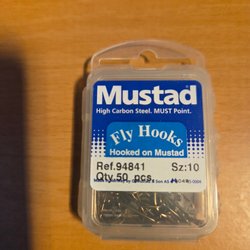 Mustad
High Carbon Steel. MUST Point.
Fly Hooks
Hooked on Mustad
Ref.94841 Sz:10
Qty.50 pcs.